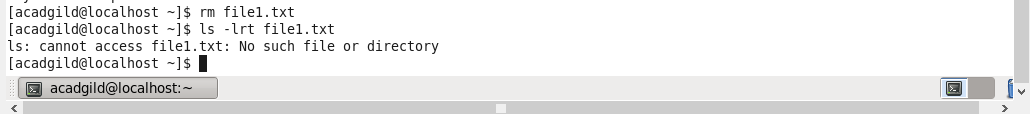 [acadgild@localhost ~]$ rm file1.txt
[acadgild@localhost ~]$ ls -lrt file1.txt
ls: cannot access file1.txt: No such file or directory
[acadgild@localhost ~]$
acadgild@localhost:~